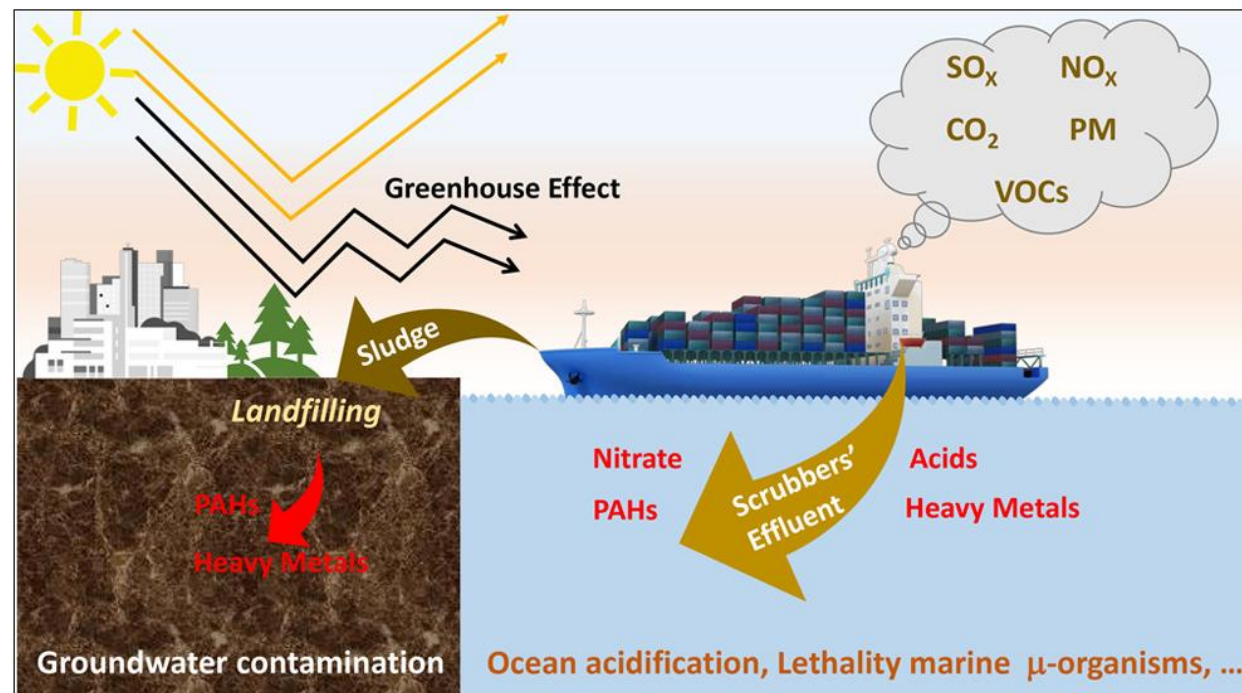 SOX NOX
CO2 PM
VOCs
Greenhouse Effect
Sludge
Landfilling
PAHs
Heavy Metals
Groundwater contamination
Nitrate
PAHs
Scrubbers'
Effluent
Acids
Heavy Metals
Ocean acidification, Lethality marine μ-organisms, ...